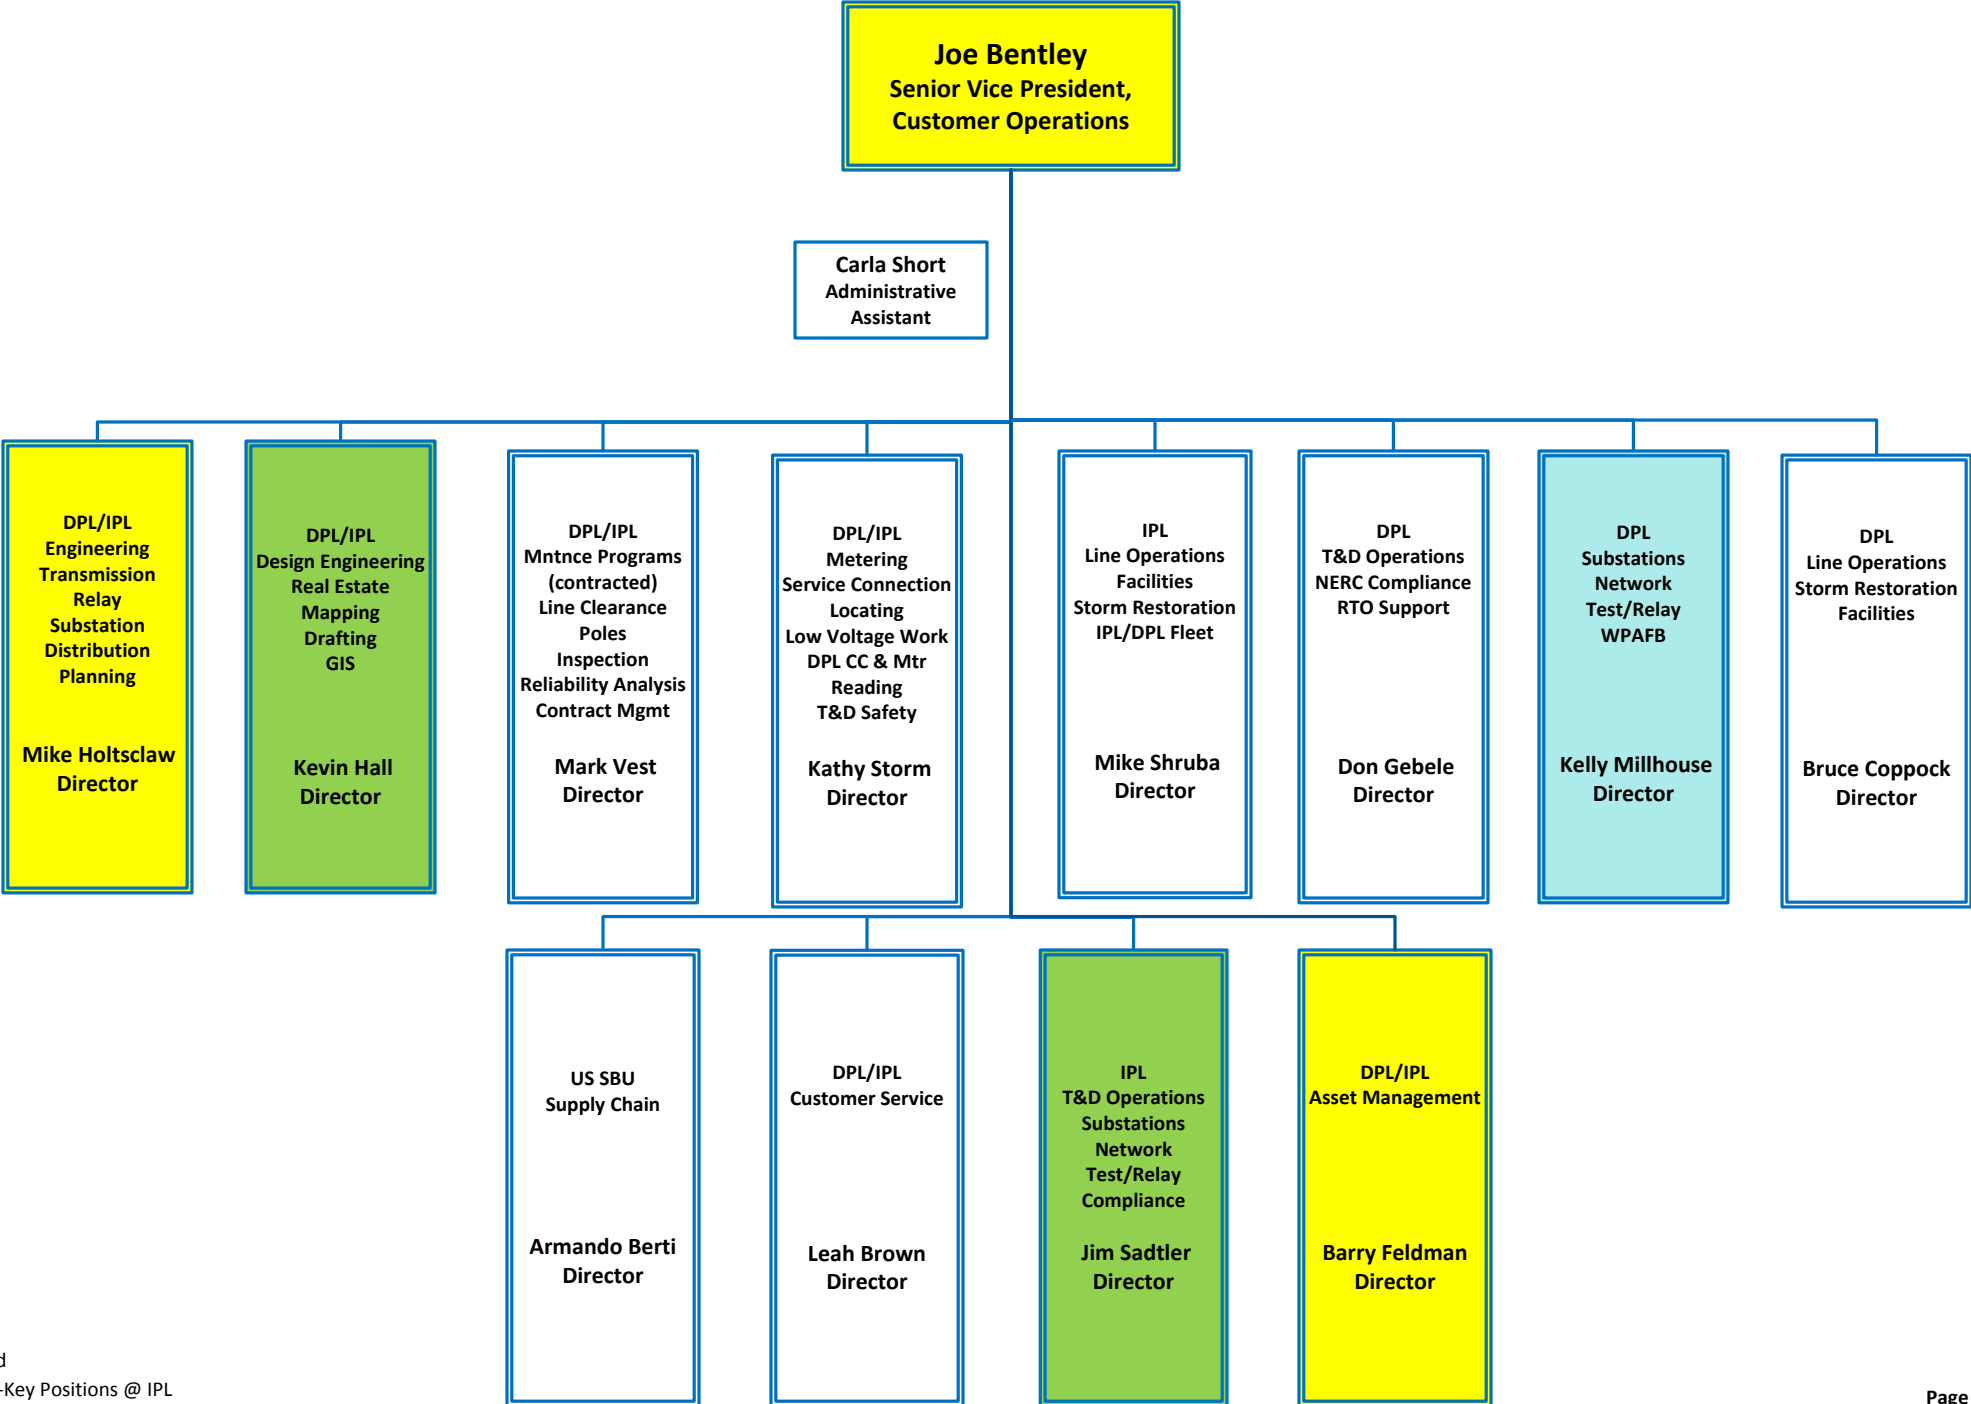 Joe Bentley
Senior Vice President,
Customer Operations
Carla Short
Administrative
Assistant
DPL/IPL
Engineering
Transmission
Relay
Substation
Distribution
Planning
Mike Holtsclaw
Director
DPL/IPL
Design Engineering
Real Estate
Mapping
Drafting
GIS
Kevin Hall
Director
DPL/IPL
Mntnce Programs
(contracted)
Line Clearance
Poles
Inspection
Reliability Analysis
Contract Mgmt
Mark Vest
Director
DPL/IPL
Metering
Service Connection
Locating
Low Voltage Work
DPL CC & Mtr
Reading
T&D Safety
Kathy Storm
Director
IPL
Line Operations
Facilities
Storm Restoration
IPL/DPL Fleet
Mike Shruba
Director
DPL
T&D Operations
NERC Compliance
RTO Support
Don Gebele
Director
DPL
Substations
Network
Test/Relay
WPAFB
Kelly Millhouse
Director
DPL
Line Operations
Storm Restoration
Facilities
Bruce Coppock
Director
US SBU
Supply Chain
Armando Berti
Director
DPL/IPL
Customer Service
Leah Brown
Director
IPL
T&D Operations
Substations
Network
Test/Relay
Compliance
Jim Sadtler
Director
DPL/IPL
Asset Management
Barry Feldman
Director
-Key Positions @ IPL
Page